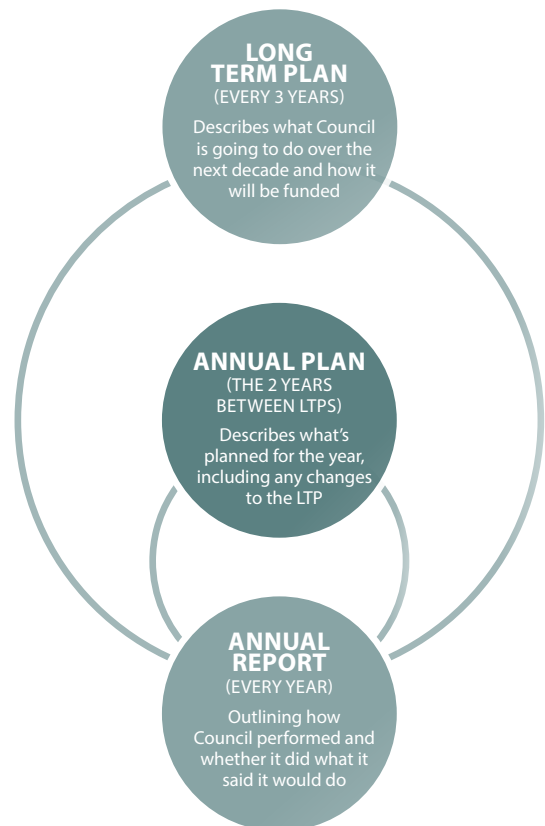 LONG
TERM PLAN
(EVERY 3 YEARS)
Describes what Council
is going to do over the
next decade and how it
will be funded
ANNUAL PLAN
(THE 2 YEARS
BETWEEN LTPS)
Describes what's
planned for the year,
including any changes
to the LTP
ANNUAL
REPORT
(EVERY YEAR)
Outlining how
Council performed and
whether it did what it
said it would do